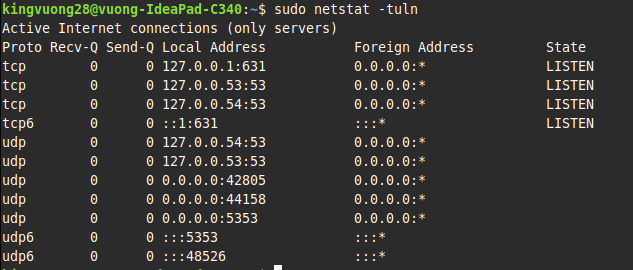 kingvuong28@vuong-IdeaPad-C340:~$ sudo netstat -tuln
Active Internet connections (only servers)
Proto Recv-Q Send-Q Local Address           Foreign Address         State
tcp        0      0 127.0.0.1:631           0.0.0.0:*               LISTEN
tcp        0      0 127.0.0.53:53           0.0.0.0:*               LISTEN
tcp        0      0 127.0.0.54:53           0.0.0.0:*               LISTEN
tcp6       0      0 ::1:631                 :::*                    LISTEN
udp        0      0 127.0.0.54:53           0.0.0.0:*
udp        0      0 127.0.0.53:53           0.0.0.0:*
udp        0      0 0.0.0.0:42805           0.0.0.0:*
udp        0      0 0.0.0.0:44158           0.0.0.0:*
udp        0      0 0.0.0.0:5353            0.0.0.0:*
udp6       0      0 :::5353                 :::*
udp6       0      0 :::48526                :::*